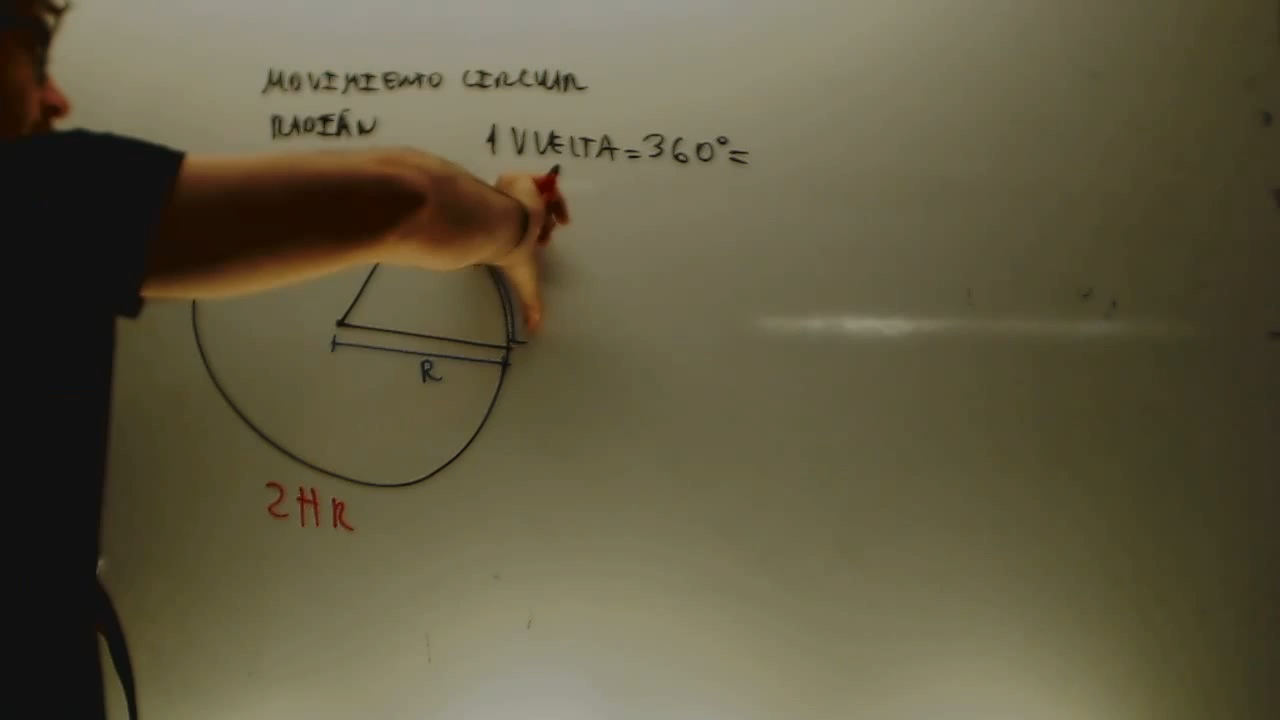 MOVIMIENTO CIRCULAR
RADIÁN
1 VUELTA = 360° =
R
2πR